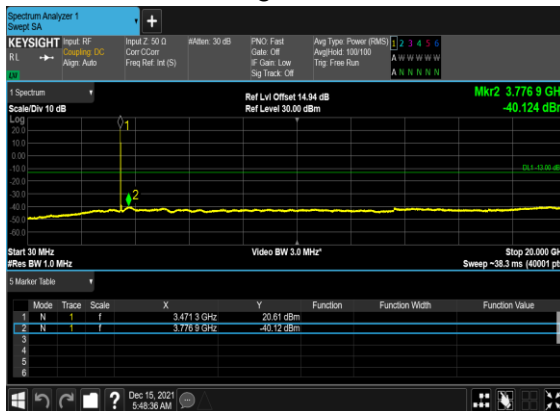 Spectrum Analyzer 1
Swept SA
+
KEYSIGHT Input: RF Input Z: 50 Ω #Atten: 30 dB PNO: Fast Avg Type: Power (RMS) 1 2 3 4 5 6
RL Coupling: DC Corr CCorr Gate: Off Avg|Hold: 100/100 A W W W W W
Align: Auto Freq Ref: Int (S) IF Gain: Low Trig: Free Run
Sig Track: Off A N N N N N
1 Spectrum
Ref Lvl Offset 14.94 dB Mkr2 3.776 9 GH
Scale/Div 10 dB Ref Level 30.00 dBm -40.124 dBm
Log
20.0
1
10.0
0.00
-10.0
DL1 -13.00 dB
-20.0
-30.0
2
-40.0
-50.0
-60.0
Start 30 MHz Video BW 3.0 MHz* Stop 20.000 GH
#Res BW 1.0 MHz Sweep ~38.3 ms (40001 pt
5 Marker Table
Mode Trace Scale X Y Function Function Width Function Value
1 N 1 f 3.471 3 GHz 20.61 dBm
2 N 1 f 3.776 9 GHz -40.12 dBm
3
4
5
6
? Dec 15, 2021
5:48:36 AM